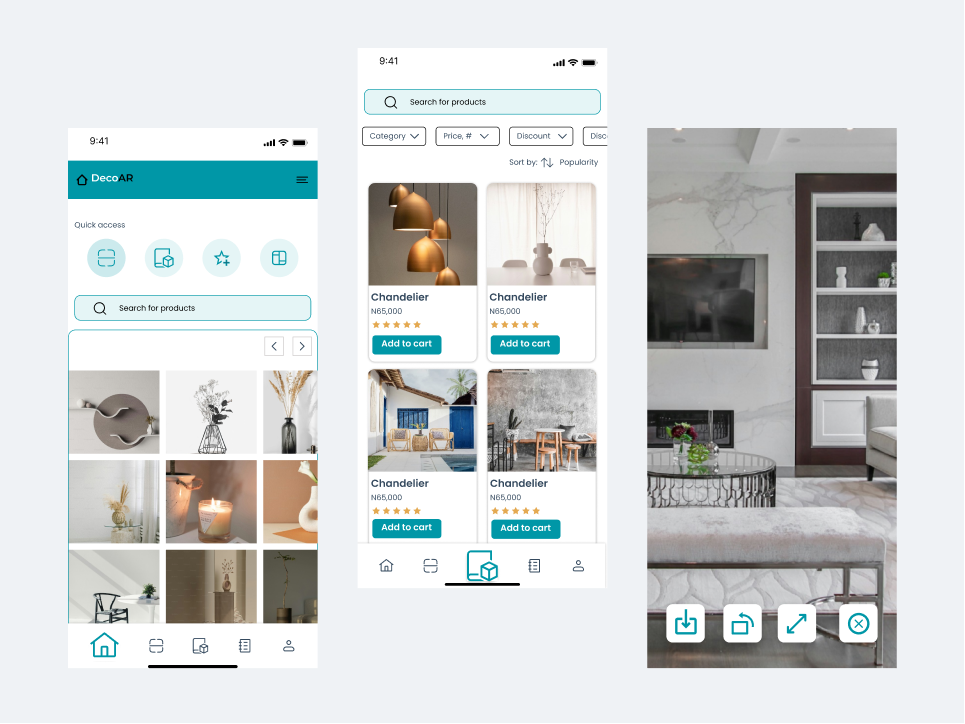 9:41
DecoAR
Quick access
Search for products
9:41
Search for products
Category
Price, #
Discount
Disc
Sort by:
Popularity
Chandelier
N65,000
Add to cart
Chandelier
N65,000
Add to cart
Chandelier
N65,000
Add to cart
Chandelier
N65,000
Add to cart